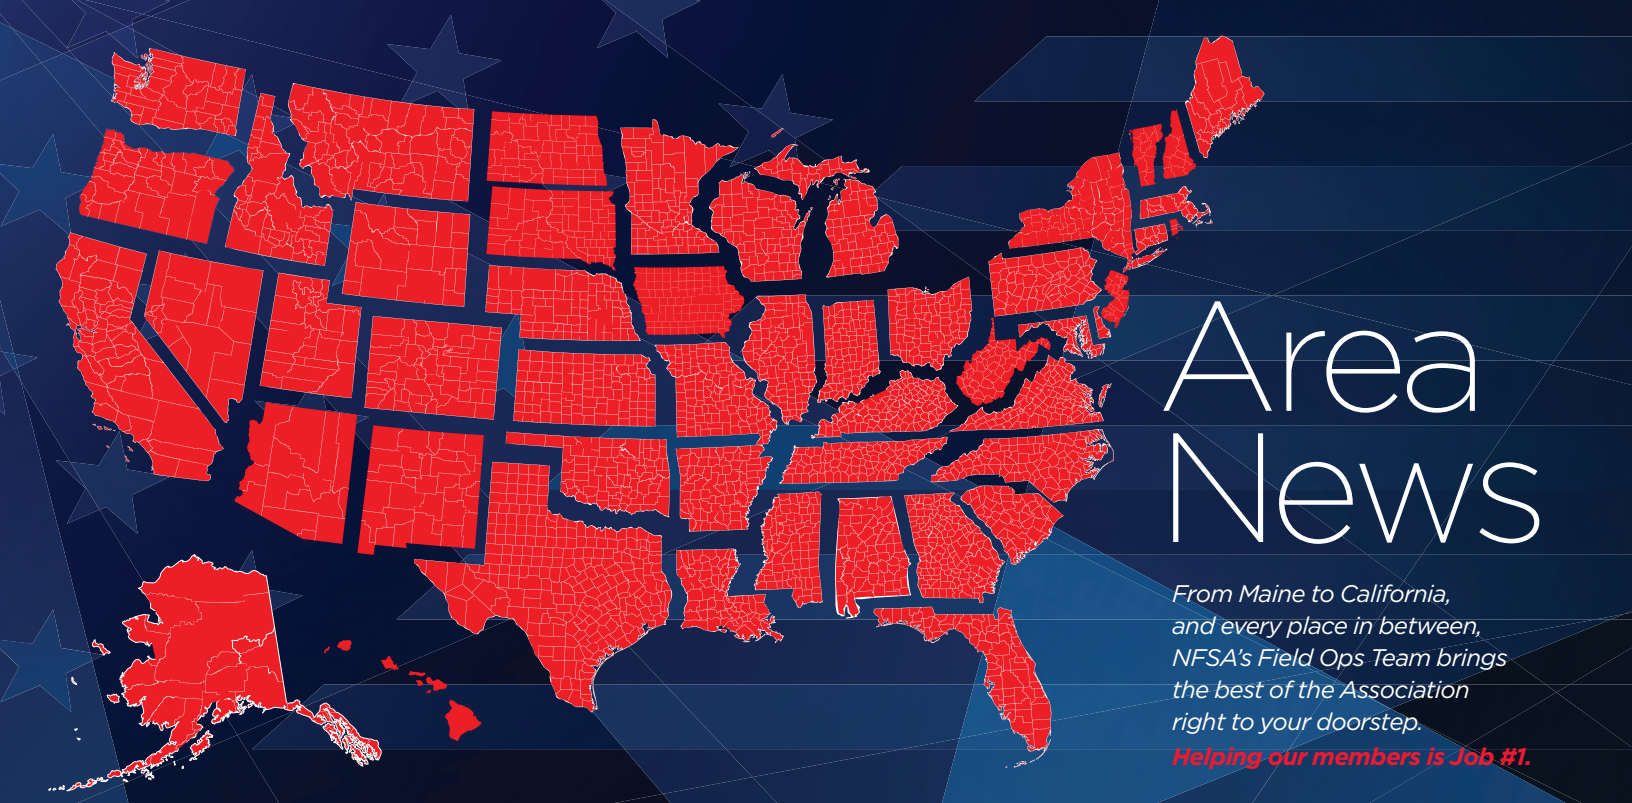 Area
News
From Maine to California,
and every place in between,
NFSA's Field Ops Team brings
the best of the Association
right to your doorstep.
Helping our members is Job #1.